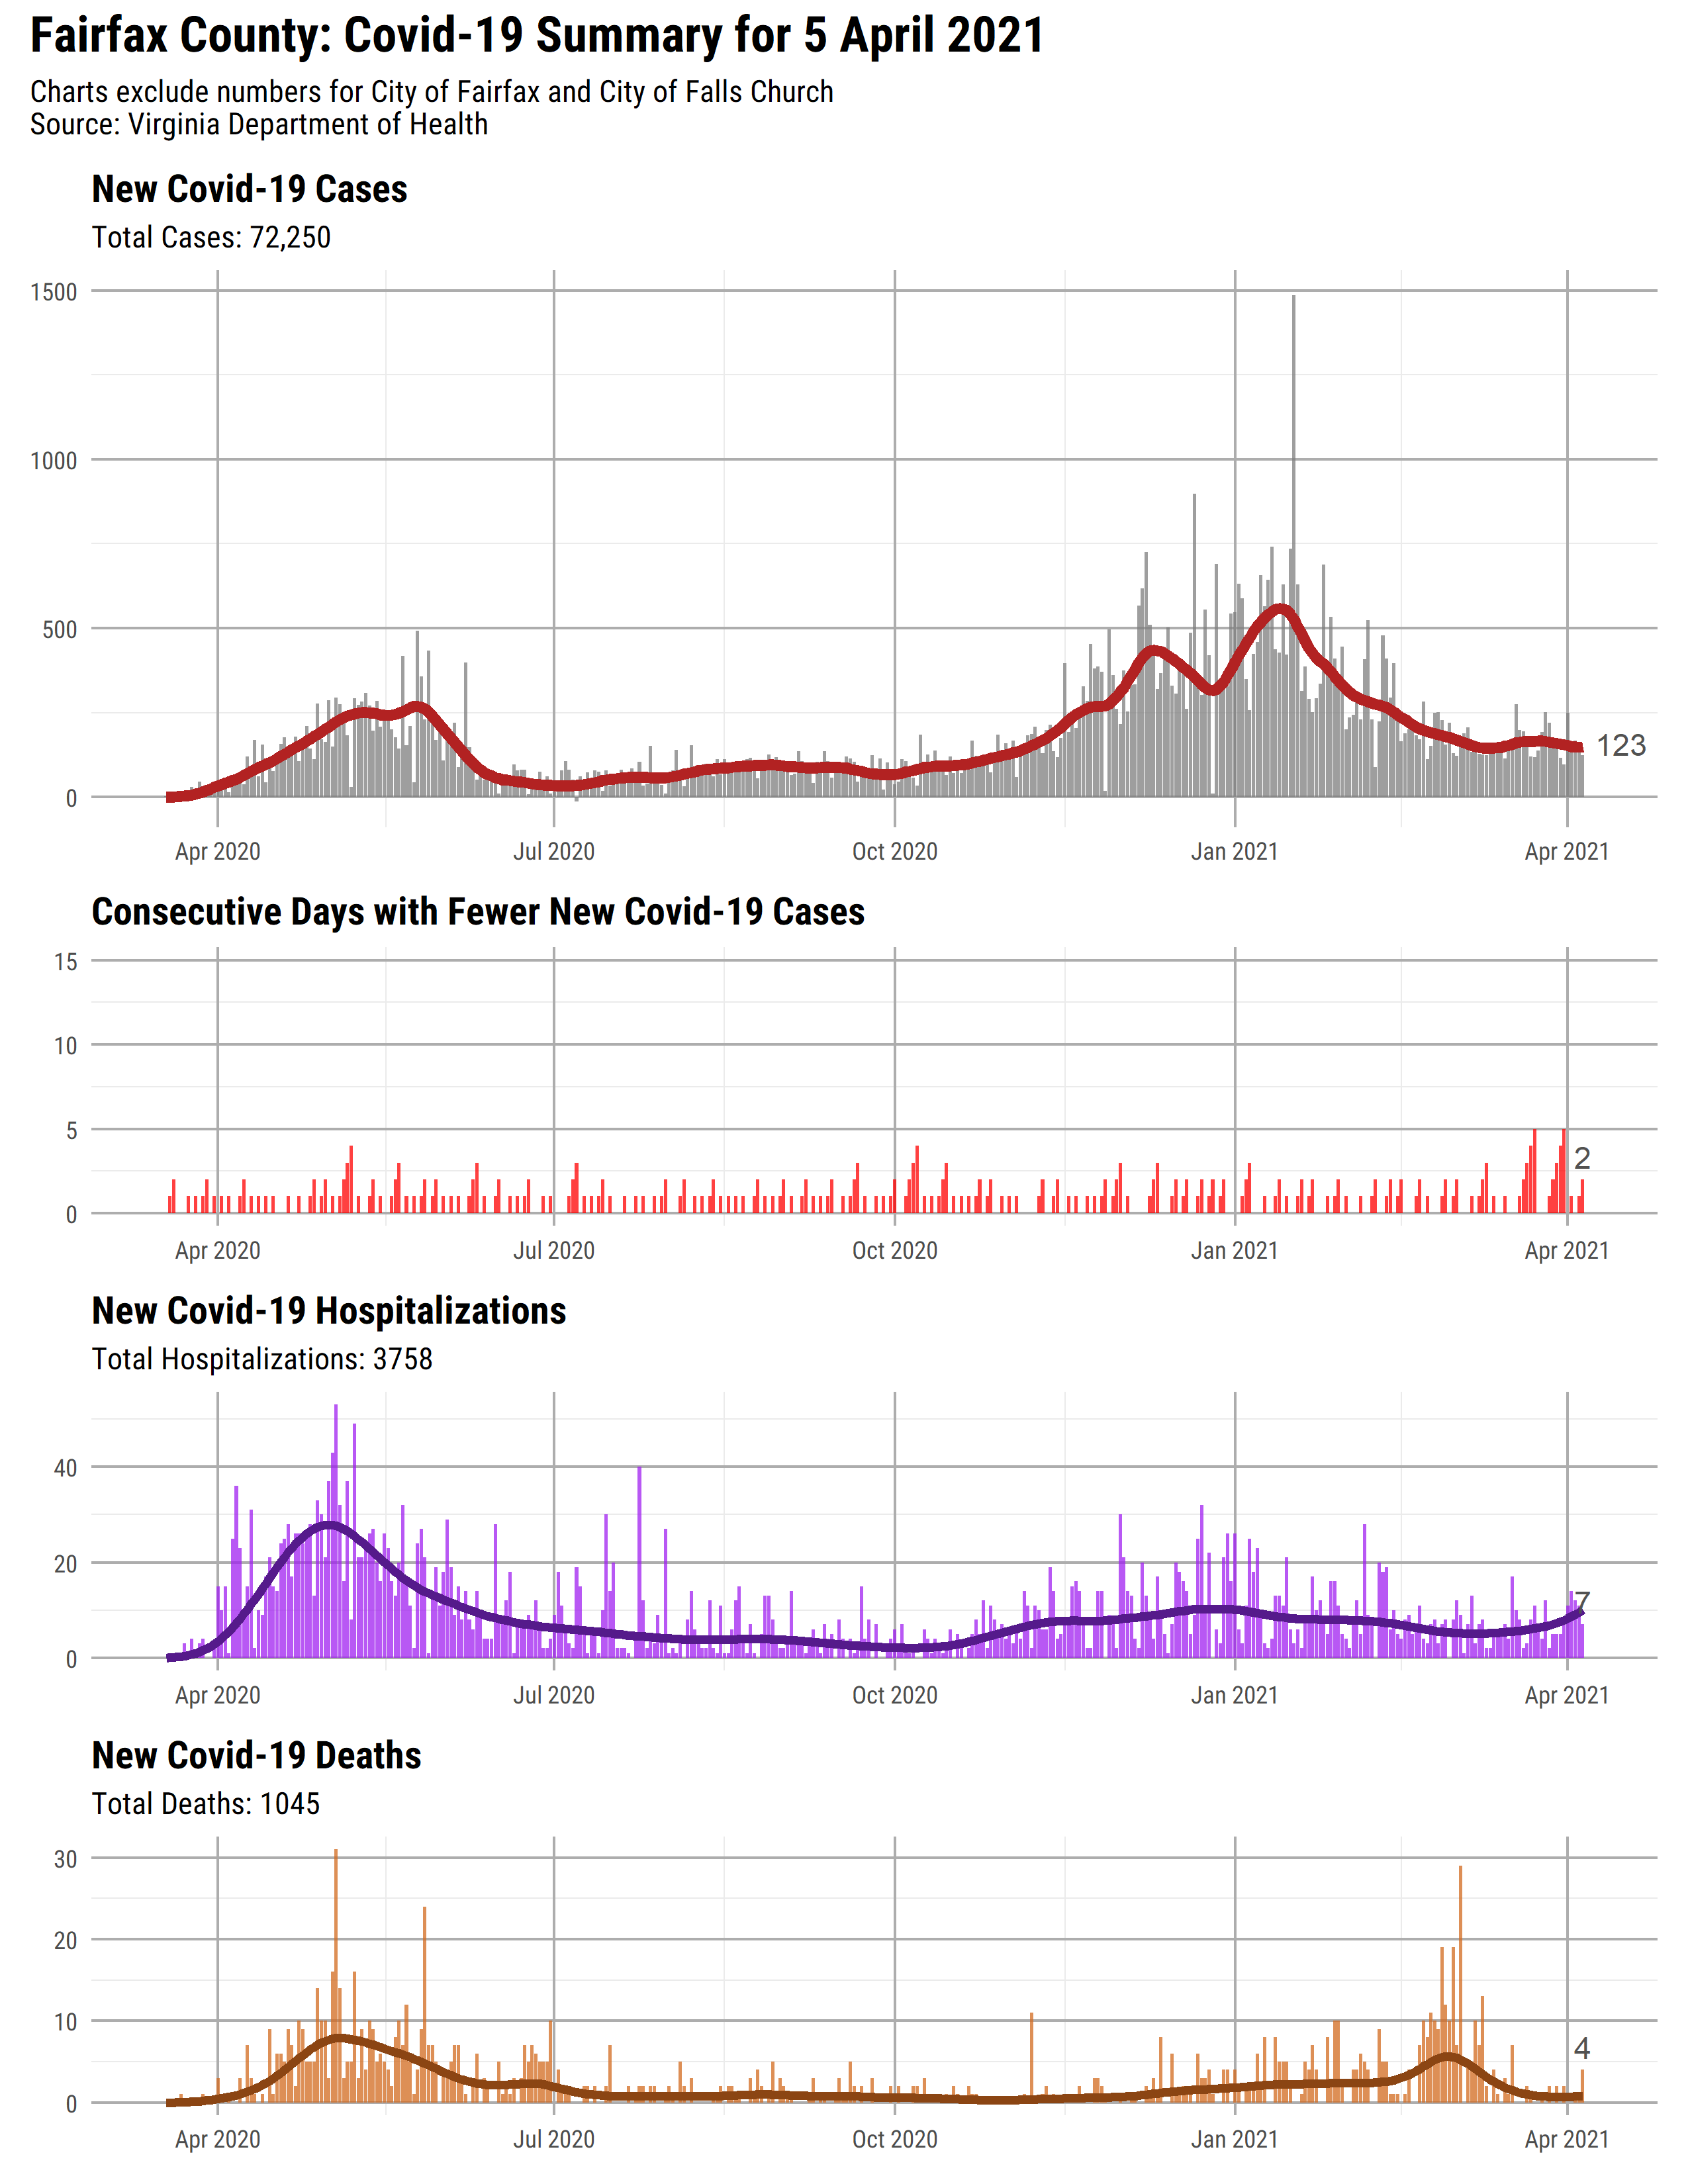 Fairfax County: Covid-19 Summary for 5 April 2021
Charts exclude numbers for City of Fairfax and City of Falls Church
Source: Virginia Department of Health
New Covid-19 Cases
Total Cases: 72,250
1500
1000
500
0
123
Apr 2020 Jul 2020 Oct 2020 Jan 2021 Apr 2021
Consecutive Days with Fewer New Covid-19 Cases
15
10
5
2
0
Apr 2020 Jul 2020 Oct 2020 Jan 2021 Apr 2021
New Covid-19 Hospitalizations
Total Hospitalizations: 3758
40
20
7
0
Apr 2020 Jul 2020 Oct 2020 Jan 2021 Apr 2021
New Covid-19 Deaths
Total Deaths: 1045
30
20
10
4
0
Apr 2020 Jul 2020 Oct 2020 Jan 2021 Apr 2021